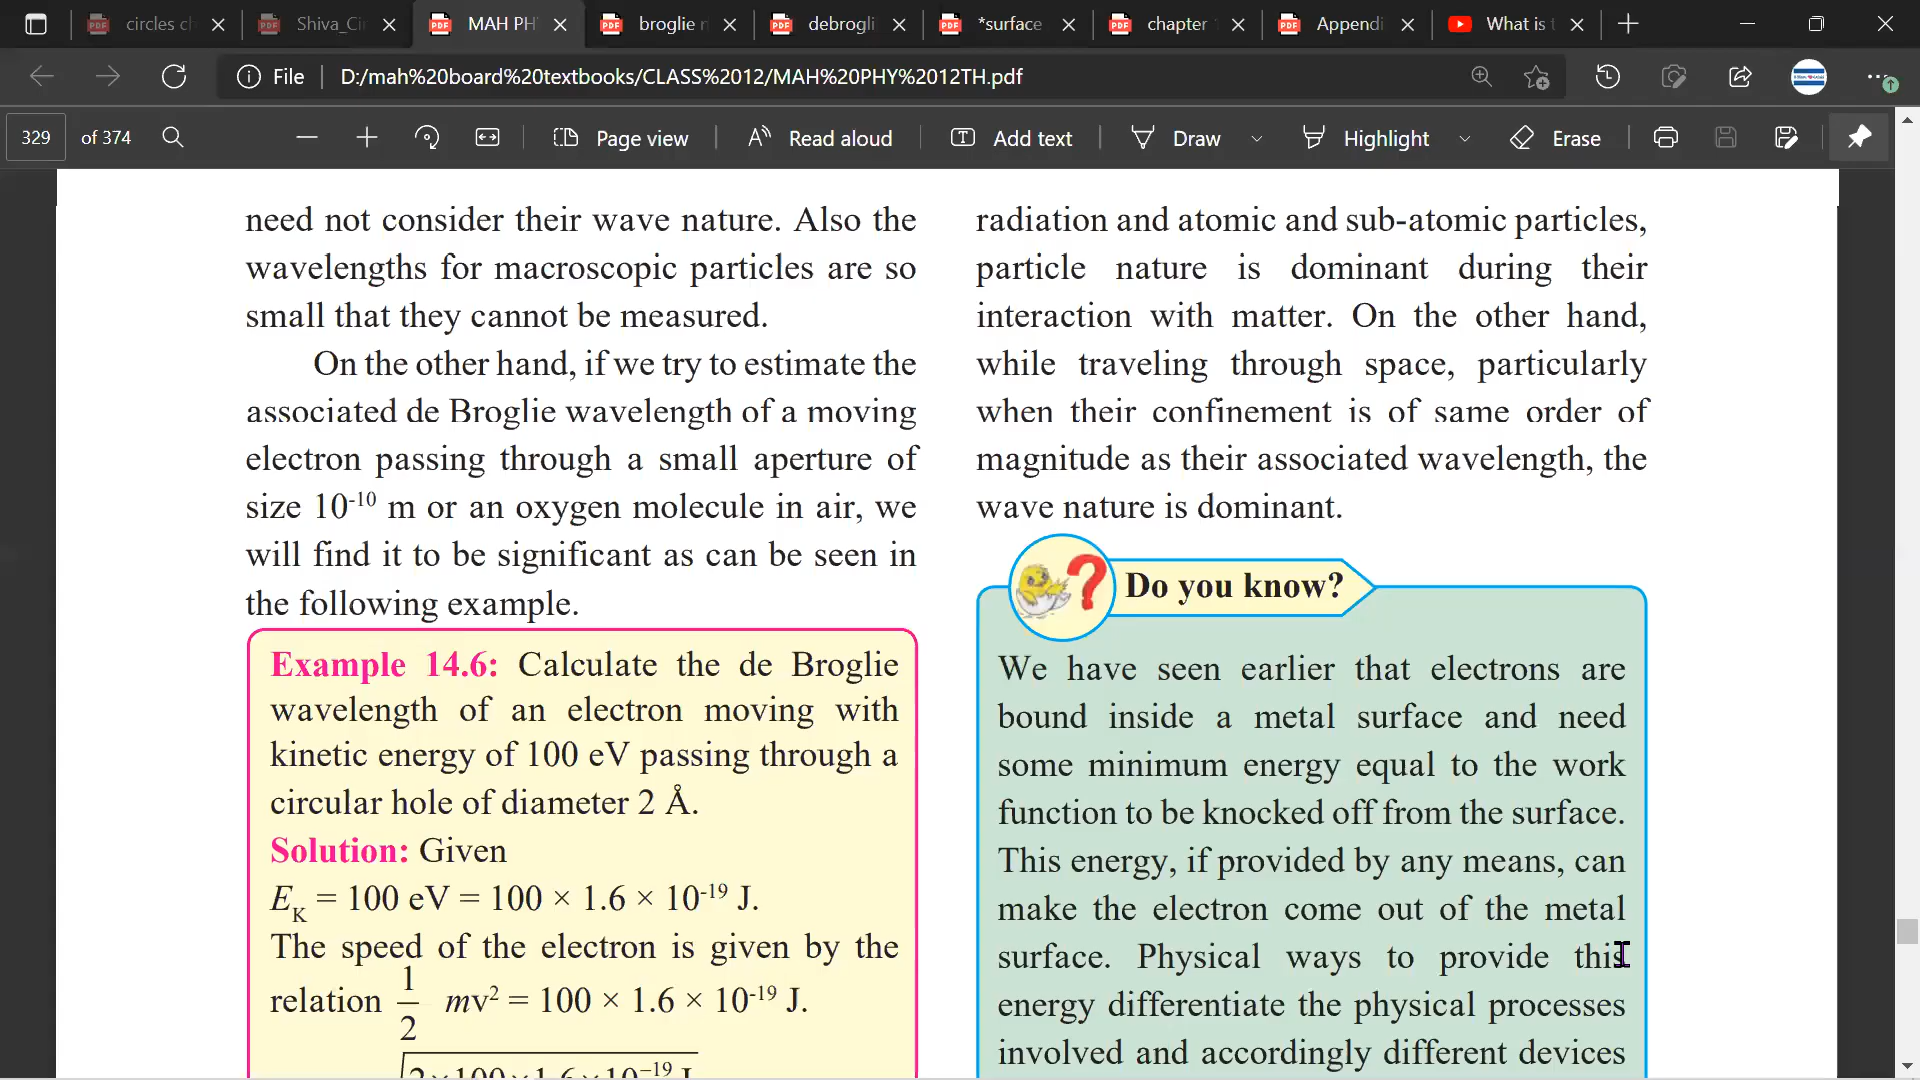 circles ch
Shiva_Cir
MAH PH
broglie n
debrogli
*surface
chapter
Appendi
What is t
File
D:/mah%20board%20textbooks/CLASS%2012/MAH%20PHY%2012TH.pdf
329 of 374
Page view
Read aloud
Add text
Draw
Highlight
Erase
need not consider their wave nature. Also the
wavelengths for macroscopic particles are so
small that they cannot be measured.
On the other hand, if we try to estimate the
associated de Broglie wavelength of a moving
electron passing through a small aperture of
size 10⁻¹⁰ m or an oxygen molecule in air, we
will find it to be significant as can be seen in
the following example.
Example 14.6: Calculate the de Broglie
wavelength of an electron moving with
kinetic energy of 100 eV passing through a
circular hole of diameter 2 Å.
Solution: Given
E_K = 100 eV = 100 × 1.6 × 10⁻¹⁹ J.
The speed of the electron is given by the
relation 1/2 mv² = 100 × 1.6 × 10⁻¹⁹ J.
2×100×1.6×10⁻¹⁹ J
radiation and atomic and sub-atomic particles,
particle nature is dominant during their
interaction with matter. On the other hand,
while traveling through space, particularly
when their confinement is of same order of
magnitude as their associated wavelength, the
wave nature is dominant.
Do you know?
We have seen earlier that electrons are
bound inside a metal surface and need
some minimum energy equal to the work
function to be knocked off from the surface.
This energy, if provided by any means, can
make the electron come out of the metal
surface. Physical ways to provide this
energy differentiate the physical processes
involved and accordingly different devices